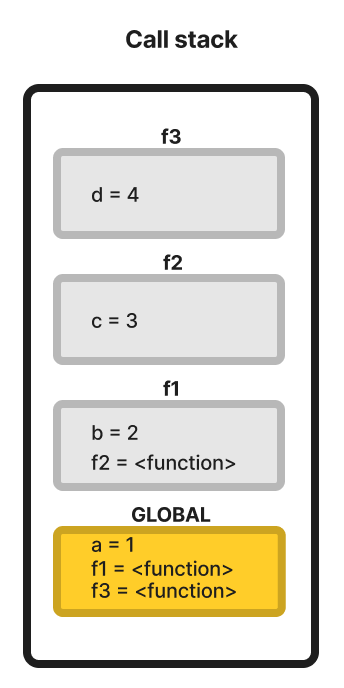 Call stack
f3
d = 4
f2
c = 3
f1
b = 2
f2 = <function>
GLOBAL
a = 1
f1 = <function>
f3 = <function>